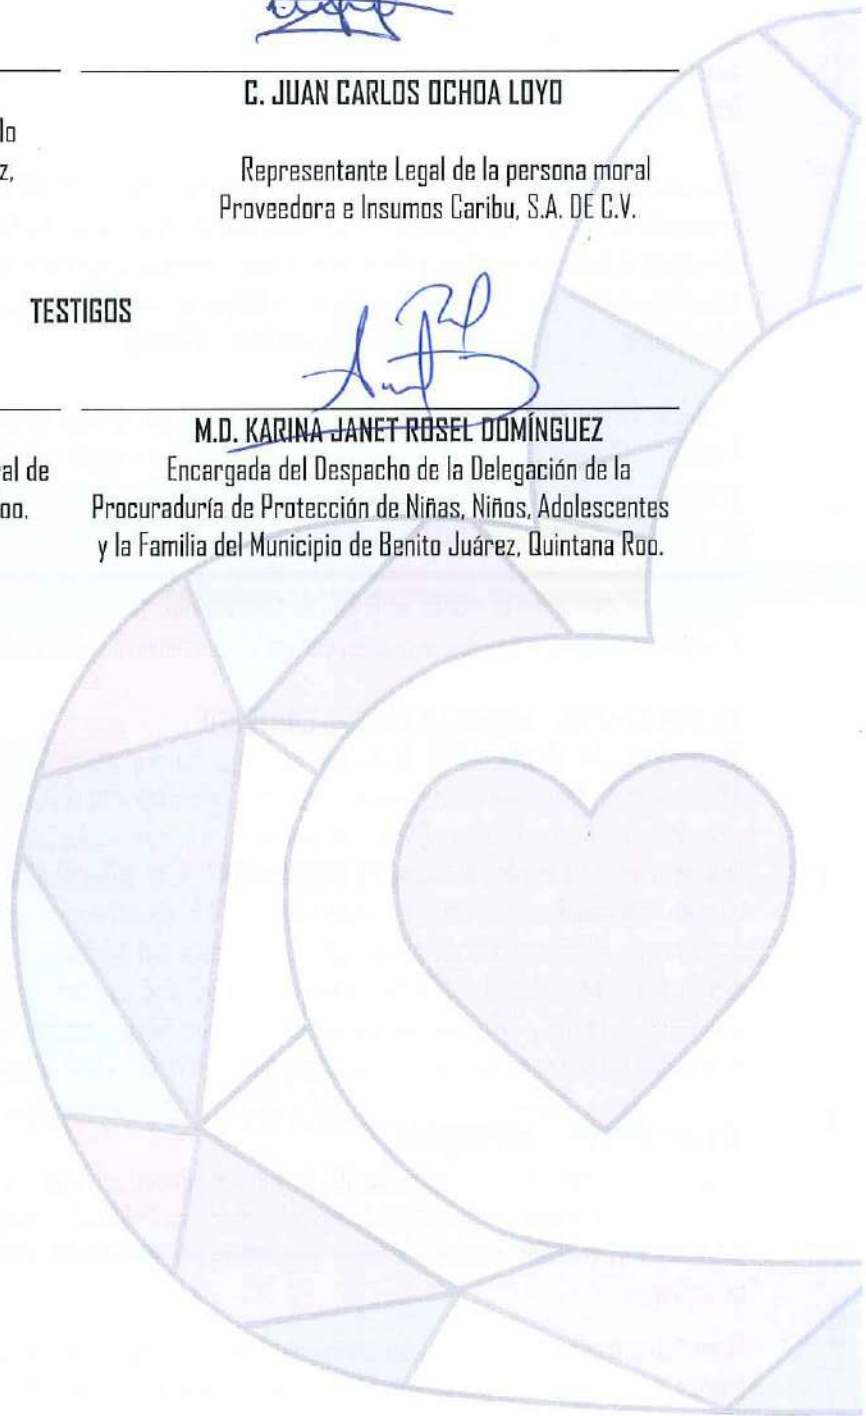 C. JUAN CARLOS OCHOA LOYO
lo
z,
Representante Legal de la persona moral
Proveedora e Insumos Caribu, S.A. DE C.V.
TESTIGOS
M.D. KARINA JANET ROSEL DOMÍNGUEZ
al de
Encargada del Despacho de la Delegación de la
oo.
Procuraduría de Protección de Niñas, Niños, Adolescentes
y la Familia del Municipio de Benito Juárez, Quintana Roo.